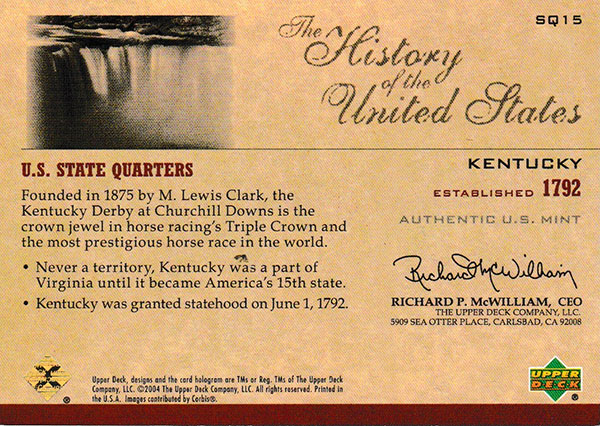 SQ15
The
History
of the
United States
U.S. STATE QUARTERS
Founded in 1875 by M. Lewis Clark, the
Kentucky Derby at Churchill Downs is the
crown jewel in horse racing's Triple Crown and
the most prestigious horse race in the world.
• Never a territory, Kentucky was a part of
Virginia until it became America's 15th state.
• Kentucky was granted statehood on June 1, 1792.
KENTUCKY
ESTABLISHED 1792
AUTHENTIC U.S. MINT
Richard McWilliam
RICHARD P. McWILLIAM, CEO
THE UPPER DECK COMPANY, LLC.
5909 SEA OTTER PLACE, CARLSBAD, CA 92008
Upper Deck, designs and the card hologram are TMs or Reg. TMs of The Upper Deck
Company, LLC. ©2004 The Upper Deck Company, LLC. All rights reserved. Printed in
the U.S.A. Images contributed by Corbis®.
®
UPPER
DECK
®